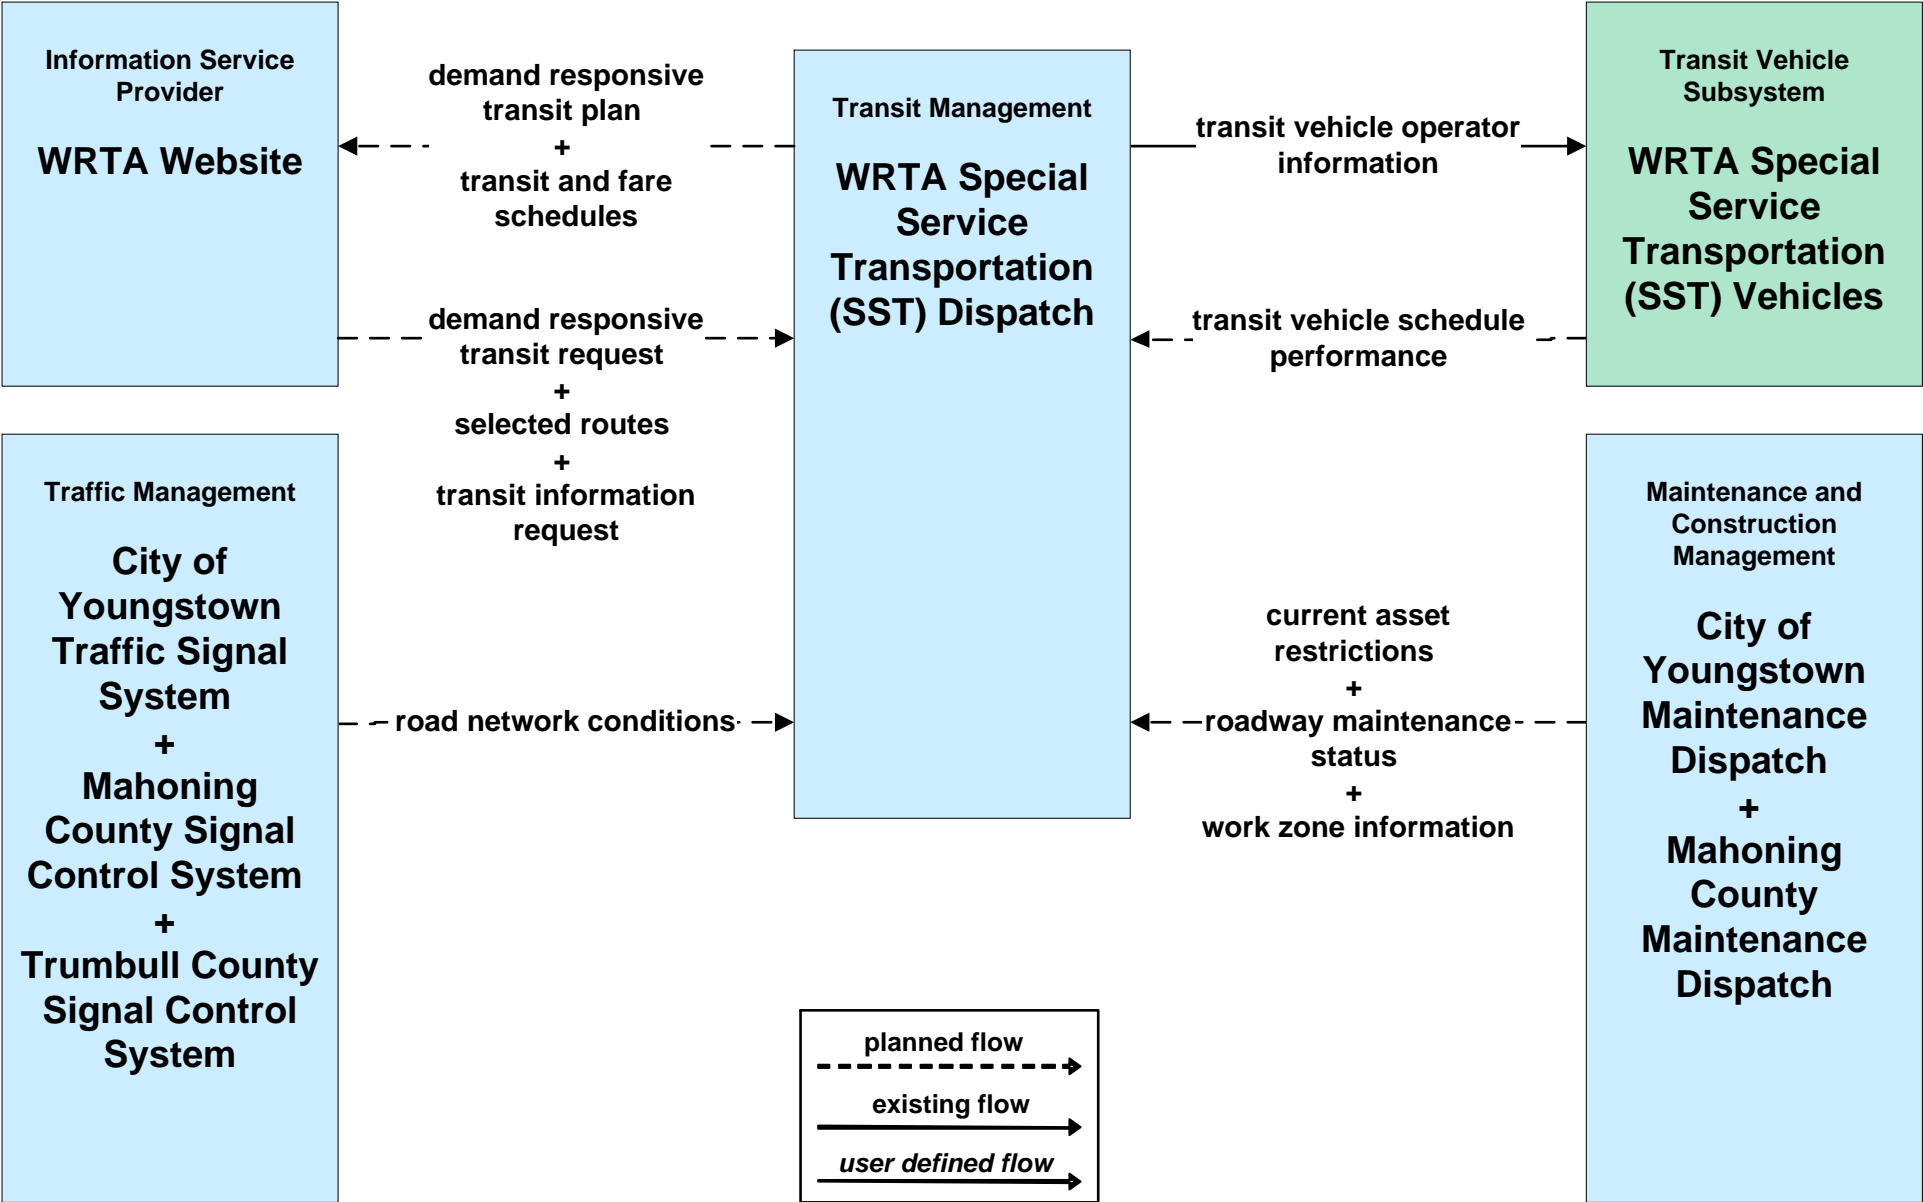 Information Service
Provider
WRTA Website
demand responsive
transit plan
+
transit and fare
schedules
demand responsive
transit request
+
selected routes
+
transit information
request
Transit Management
WRTA Special
Service
Transportation
(SST) Dispatch
transit vehicle operator
information
transit vehicle schedule
performance
Transit Vehicle
Subsystem
WRTA Special
Service
Transportation
(SST) Vehicles
Traffic Management
City of
Youngstown
Traffic Signal
System
+
Mahoning
County Signal
Control System
+
Trumbull County
Signal Control
System
road network conditions
current asset
restrictions
+
roadway maintenance
status
+
work zone information
Maintenance and
Construction
Management
City of
Youngstown
Maintenance
Dispatch
+
Mahoning
County
Maintenance
Dispatch
planned flow
existing flow
user defined flow